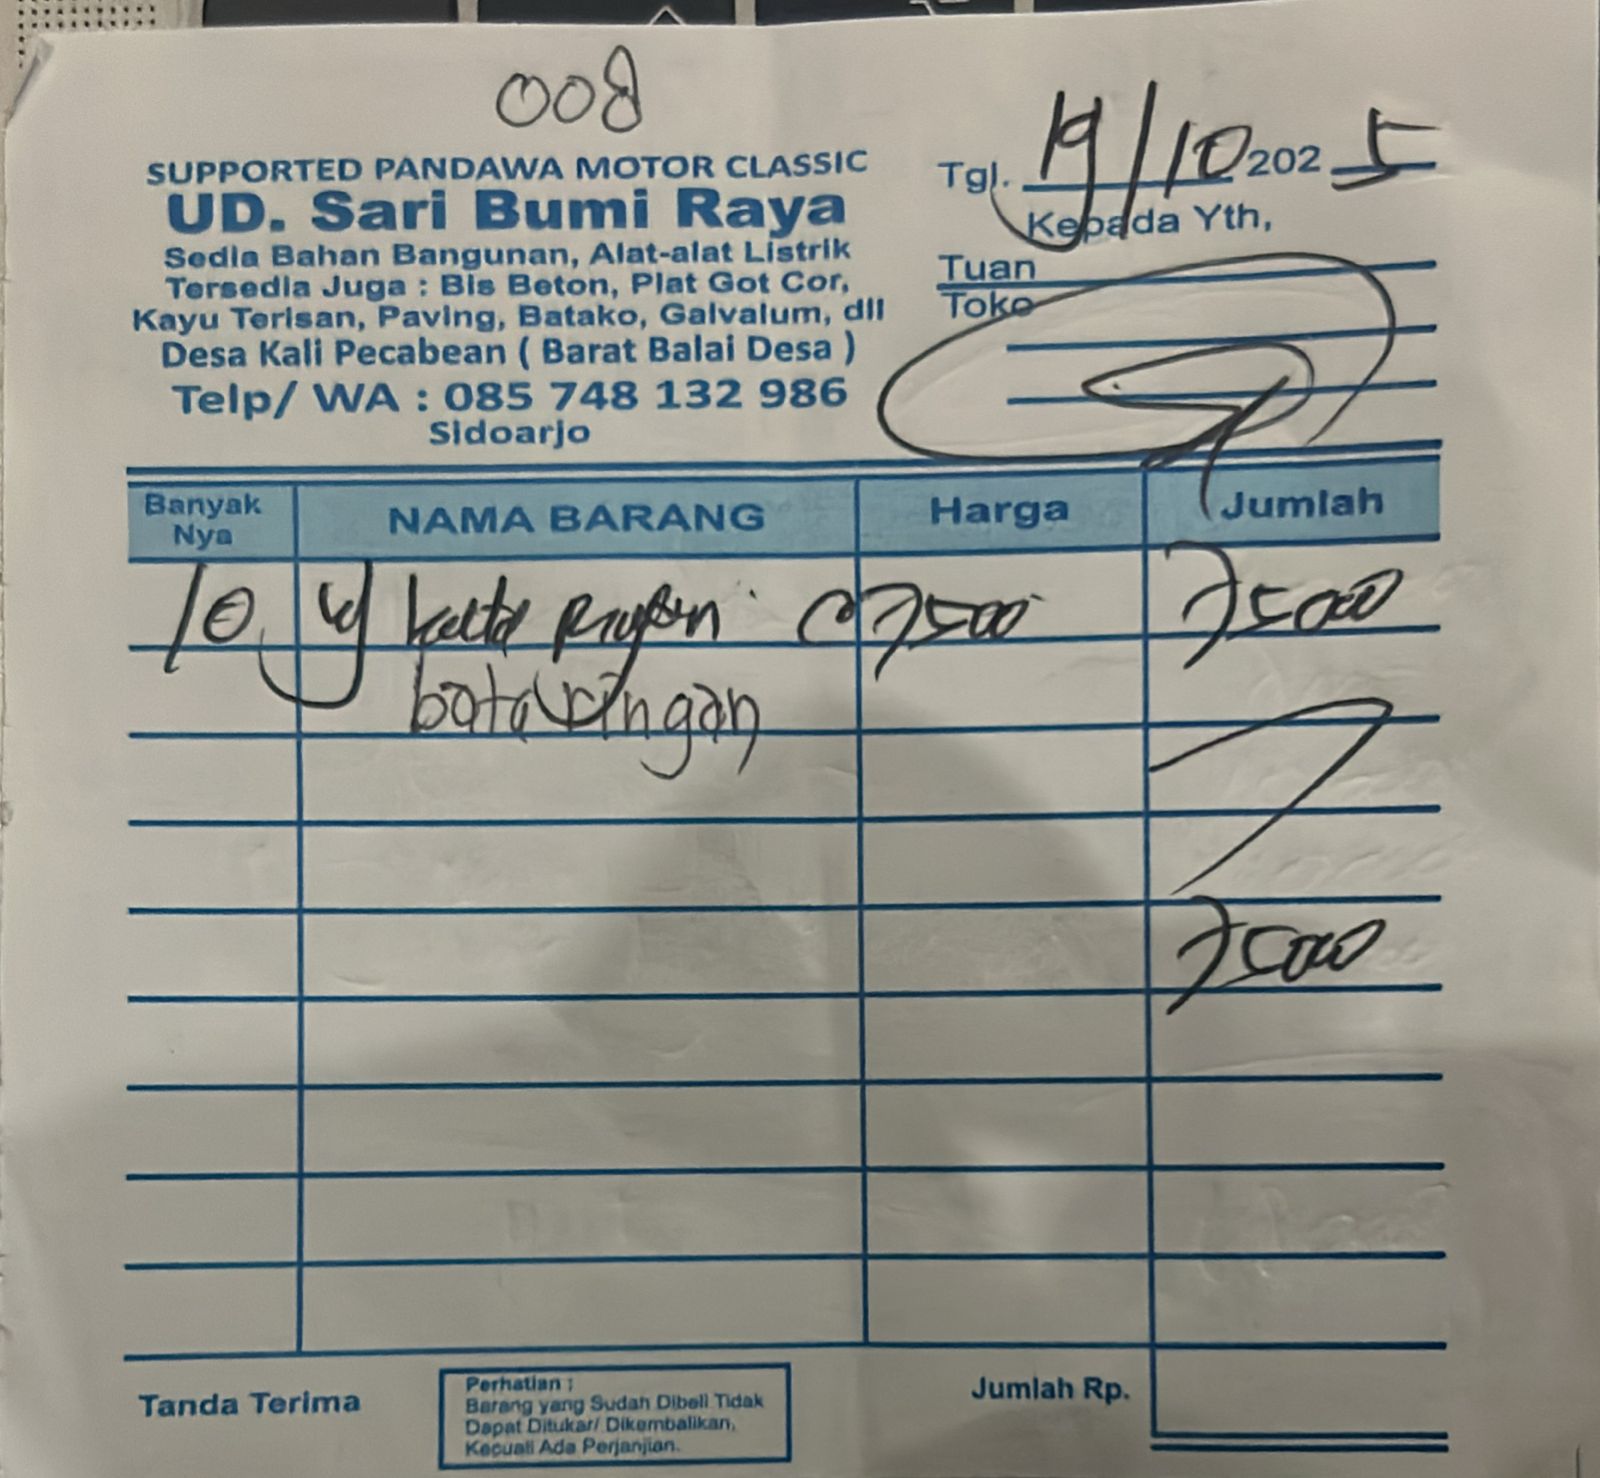 008
SUPPORTED PANDAWA MOTOR CLASSIC
UD. Sari Bumi Raya
Sedia Bahan Bangunan, Alat-alat Listrik
Tersedia Juga : Bis Beton, Plat Got Cor,
Kayu Terisan, Paving, Batako, Galvalum, dll
Desa Kali Pecabean ( Barat Balai Desa )
Telp/ WA : 085 748 132 986
Sidoarjo
Tgl. 19/10 2025
Kepada Yth,
Tuan
Toko
Banyak Nya NAMA BARANG Harga Jumlah
10 7500 75000
bata ringan
75000
Tanda Terima
Perhatian :
Barang yang Sudah Dibeli Tidak
Dapat Ditukar/ Dikembalikan,
Kecuali Ada Perjanjian.
Jumlah Rp.